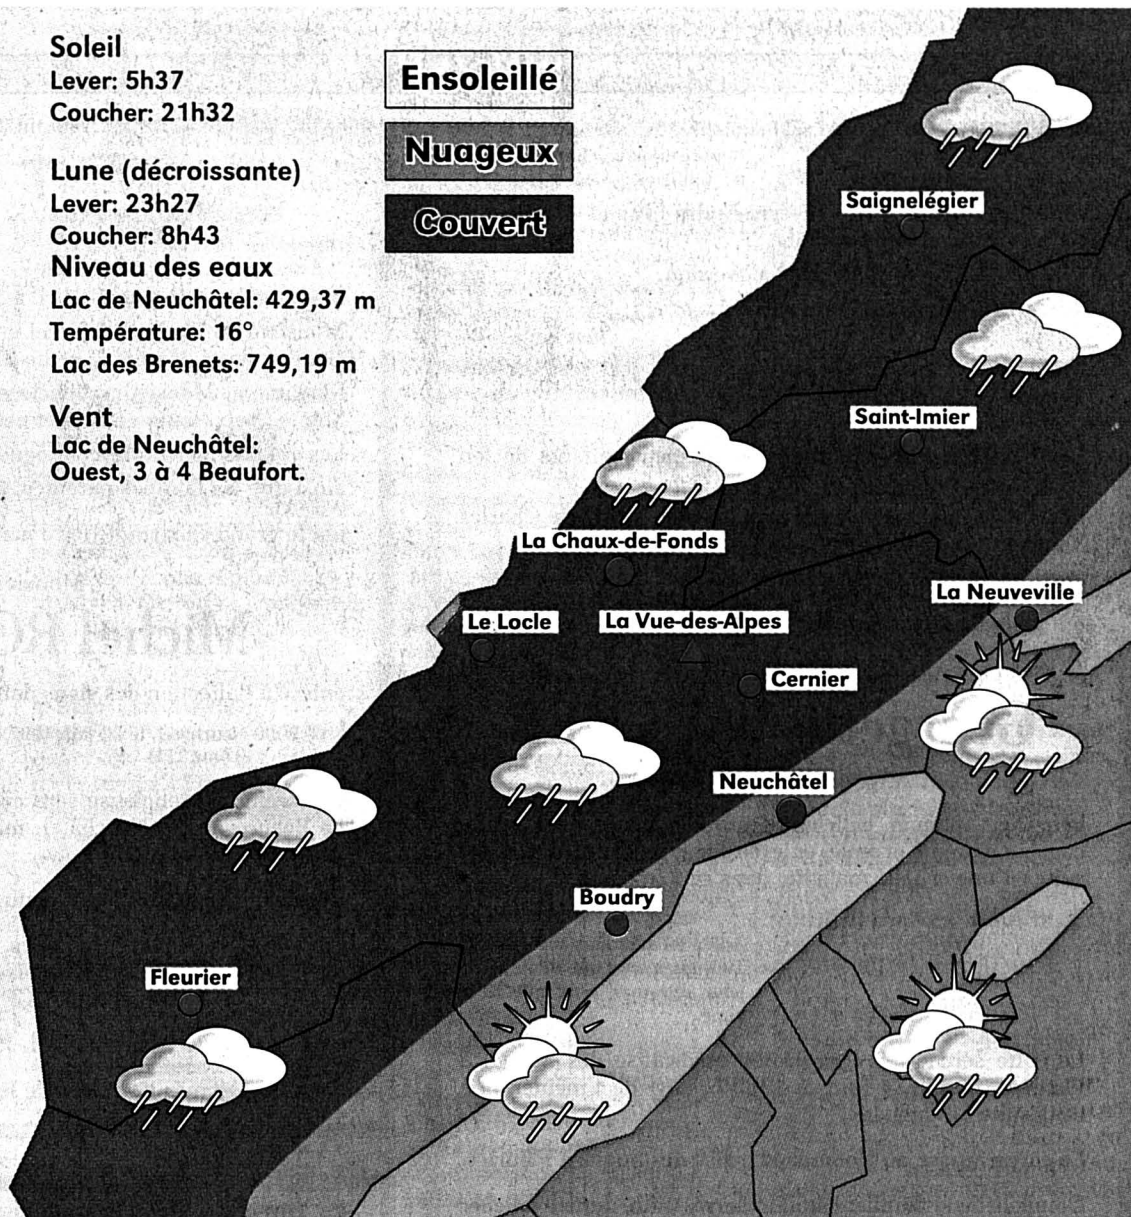 Soleil
Lever: 5h37
Coucher: 21h32
Lune (décroissante)
Lever: 23h27
Coucher: 8h43
Niveau des eaux
Lac de Neuchâtel: 429,37 m
Température: 16°
Lac des Brenets: 749,19 m
Vent
Lac de Neuchâtel:
Ouest, 3 à 4 Beaufort.
Ensoleillé
Nuageux
Couvert
Saignelégier
Saint-Imier
La Chaux-de-Fonds
La Neuveville
Le Locle
La Vue-des-Alpes
Cernier
Neuchâtel
Boudry
Fleurier